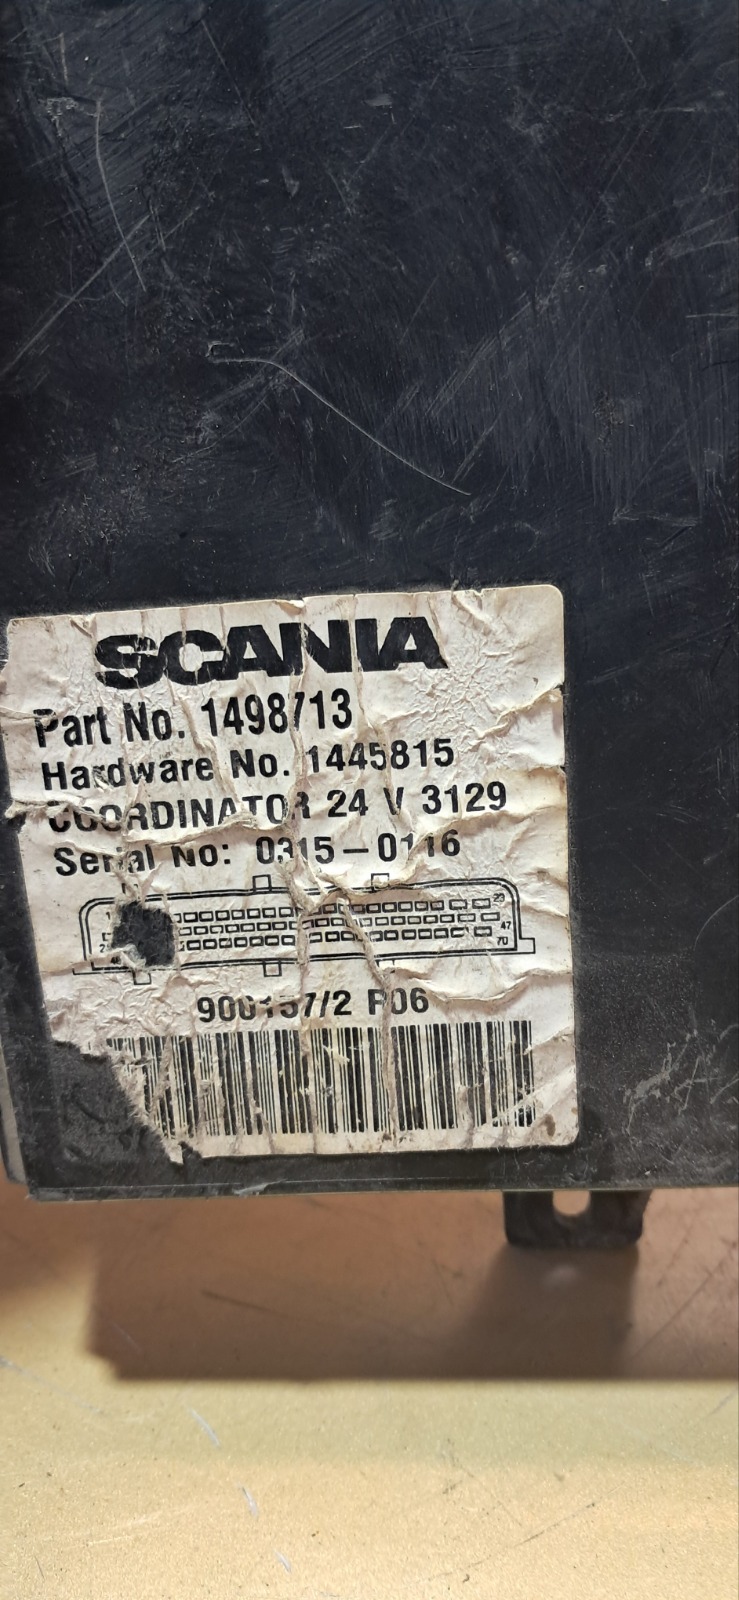 SCANIA
Part No. 1498713
Hardware No. 1445815
COORDINATOR 24 V 3129
Serial No: 0315-0116
23
47
70
900157/2 P06